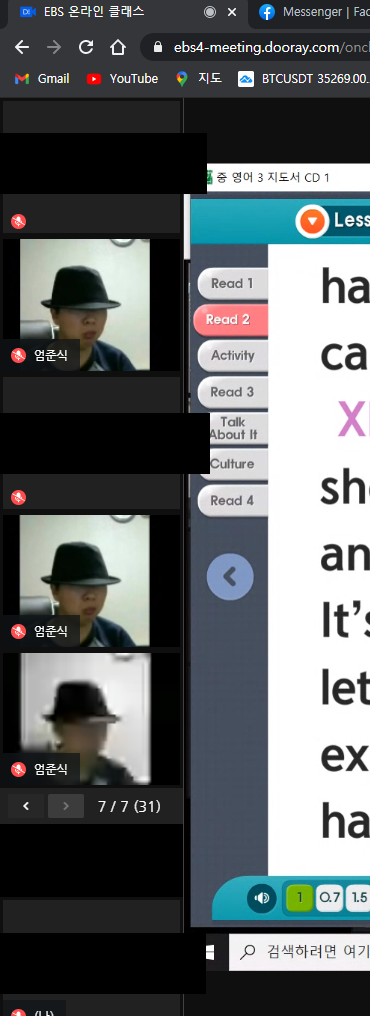 EBS 온라인 클래스
Messenger | Fac
ebs4-meeting.dooray.com/onc
Gmail
YouTube
지도
BTCUSDT 35269.00...
중 영어 3 지도서 CD 1
Less
Read 1
Read 2
Activity
Read 3
Talk
About It
Culture
Read 4
ha
ca
X
she
an
It's
let
ex
ha
엄준식
엄준식
엄준식
7 / 7 (31)
1
0.7
1.5
검색하려면 여기
(나)